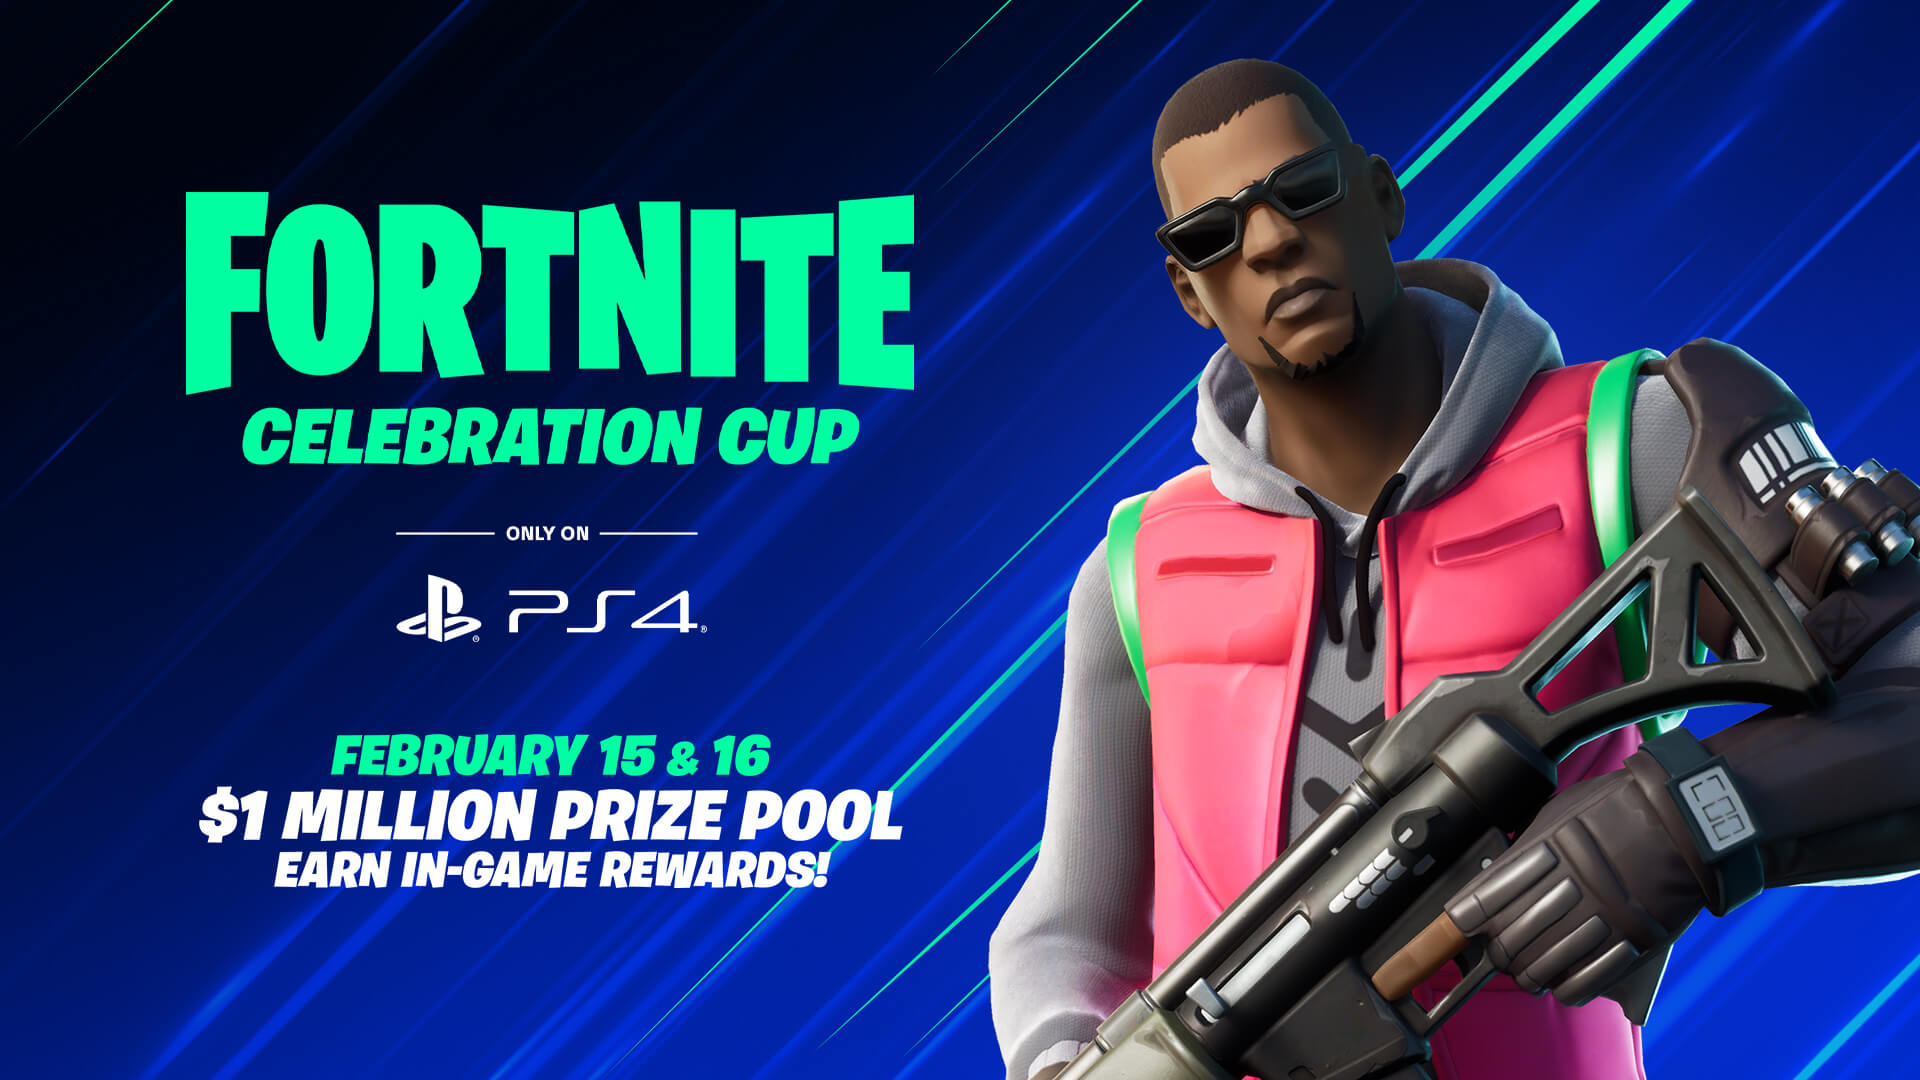 FORTNITE
CELEBRATION CUP
ONLY ON
PS4®
FEBRUARY 15 & 16
$1 MILLION PRIZE POOL
EARN IN-GAME REWARDS!